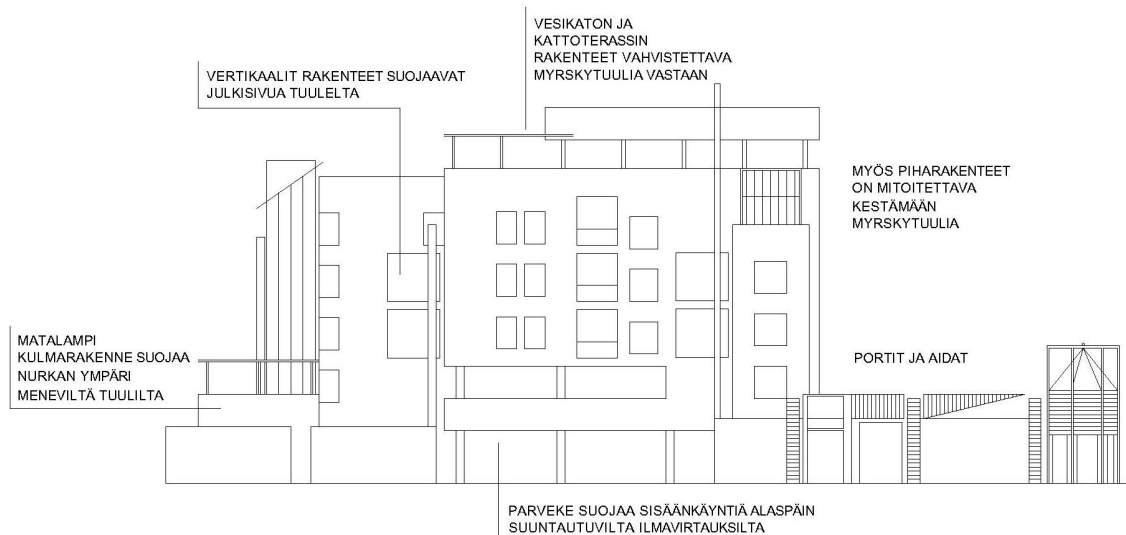 VESIKATON JA
KATTOTERASSIN
RAKENTEET VAHVISTETTAVA
MYRSKYTUULIA VASTAAN
VERTIKAALIT RAKENTEET SUOJAAVAT
JULKISIVUA TUULELTA
MYÖS PIHARAKENTEET
ON MITOITETTAVA
KESTÄMÄÄN
MYRSKYTUULIA
MATALAMPI
KULMARAKENNE SUOJAA
NURKAN YMPÄRI
MENEVILTÄ TUULILTA
PORTIT JA AIDAT
PARVEKE SUOJAA SISÄÄNKÄYNTIÄ ALASPÄIN
SUUNTAUTUVILTA ILMAVIRTAUKSILTA